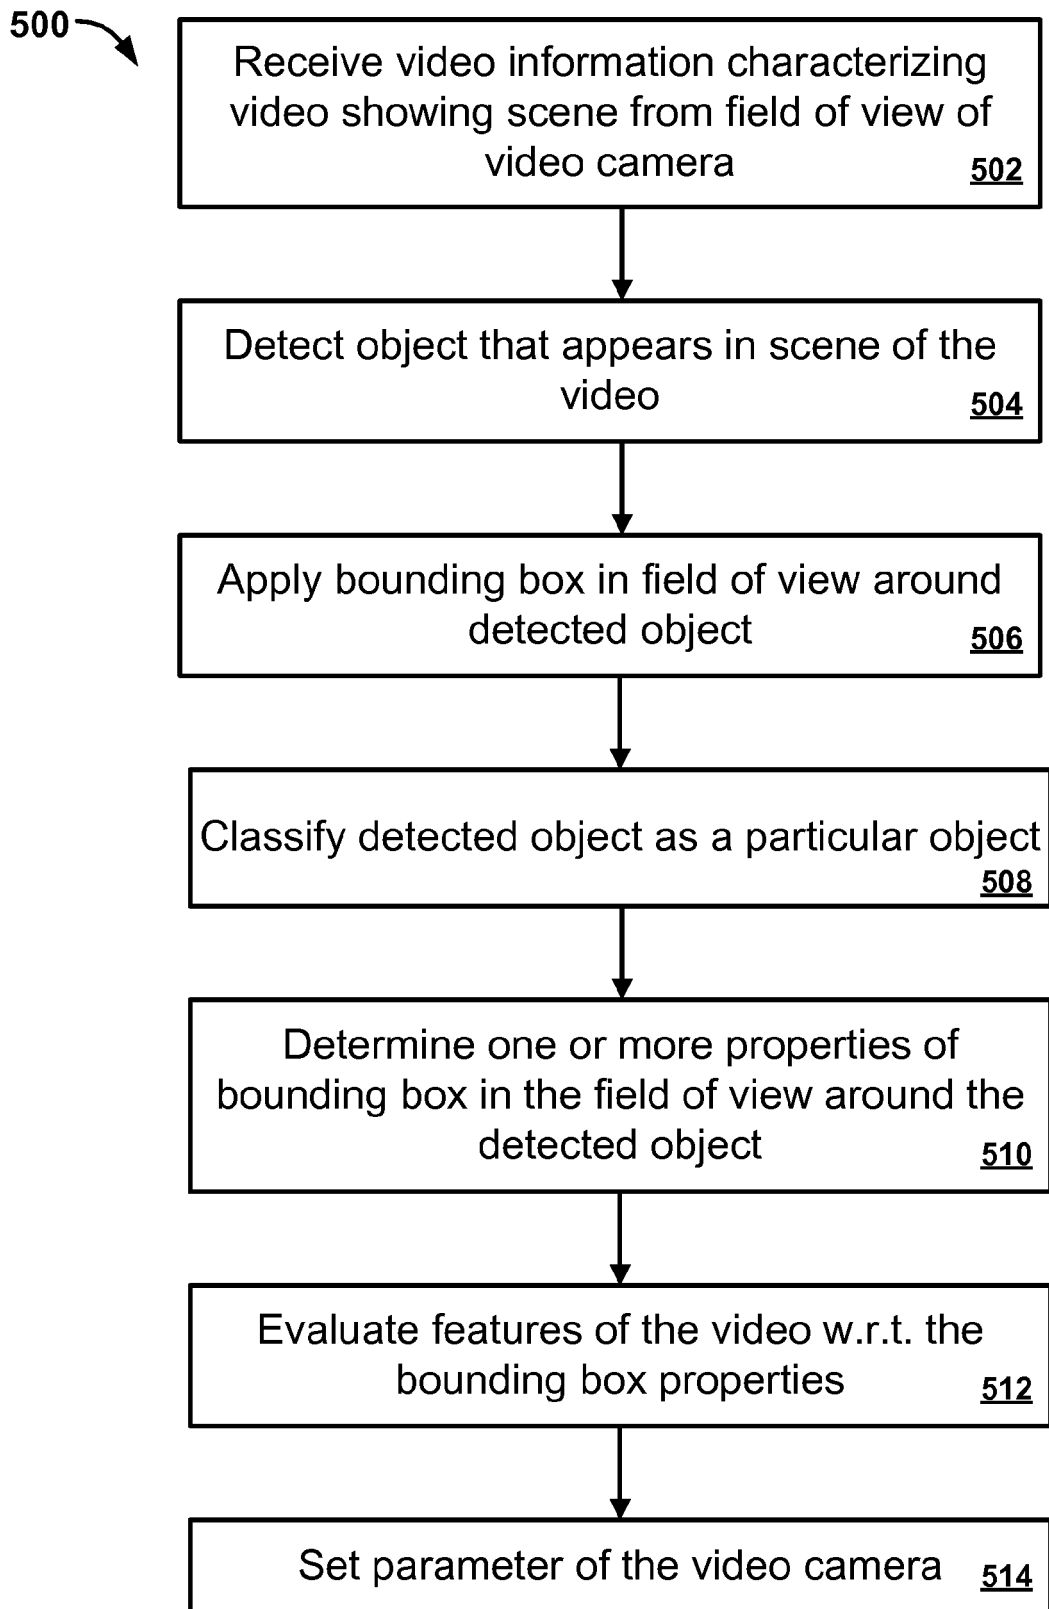 500
Receive video information characterizing
video showing scene from field of view of
video camera
502
Detect object that appears in scene of the
video
504
Apply bounding box in field of view around
detected object
506
Classify detected object as a particular object
508
Determine one or more properties of
bounding box in the field of view around the
detected object
510
Evaluate features of the video w.r.t. the
bounding box properties
512
Set parameter of the video camera
514